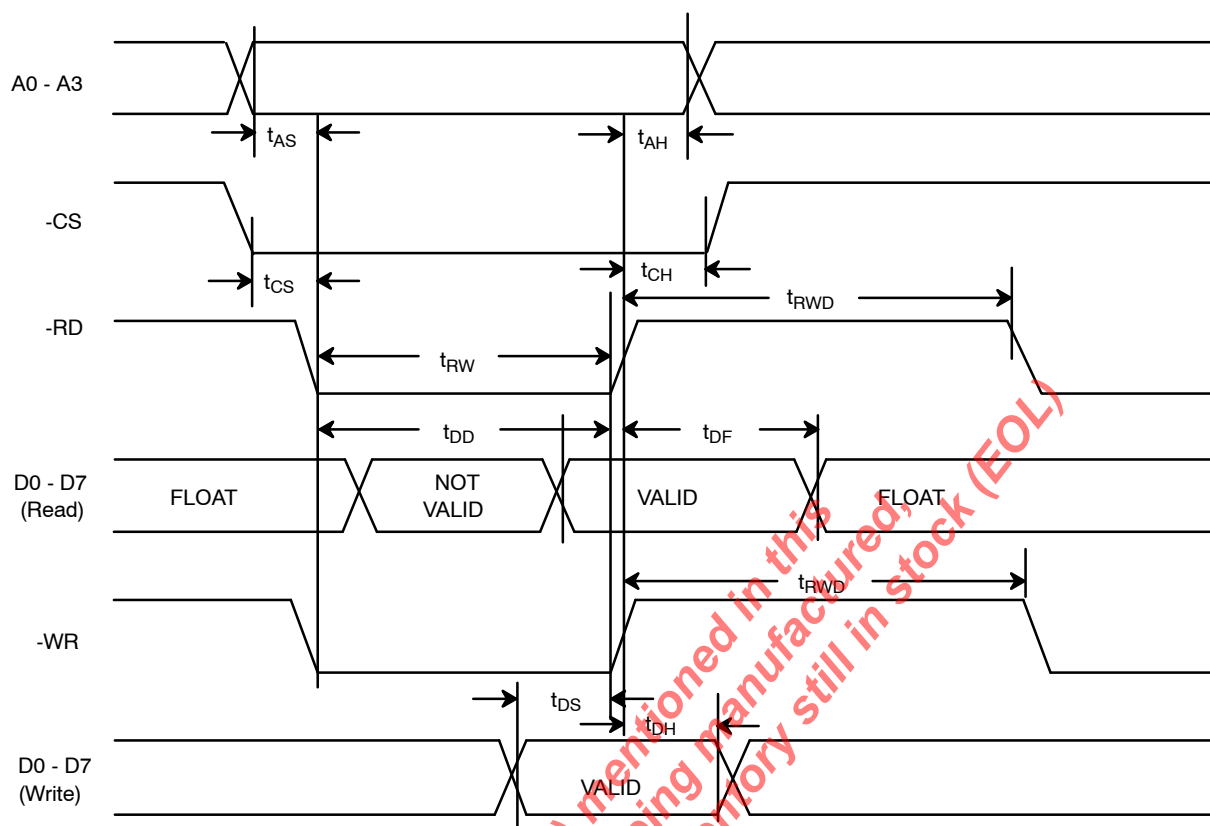 A0 - A3
tAS
tAH
-CS
tCS
tCH
tRWD
-RD
tRW
tDD
tDF
D0 - D7
(Read)
FLOAT
NOT
VALID
VALID
FLOAT
tRWD
-WR
tDS
tDH
D0 - D7
(Write)
VALID
mentioned in this
being manufactured,
inventory still in stock (EOL)